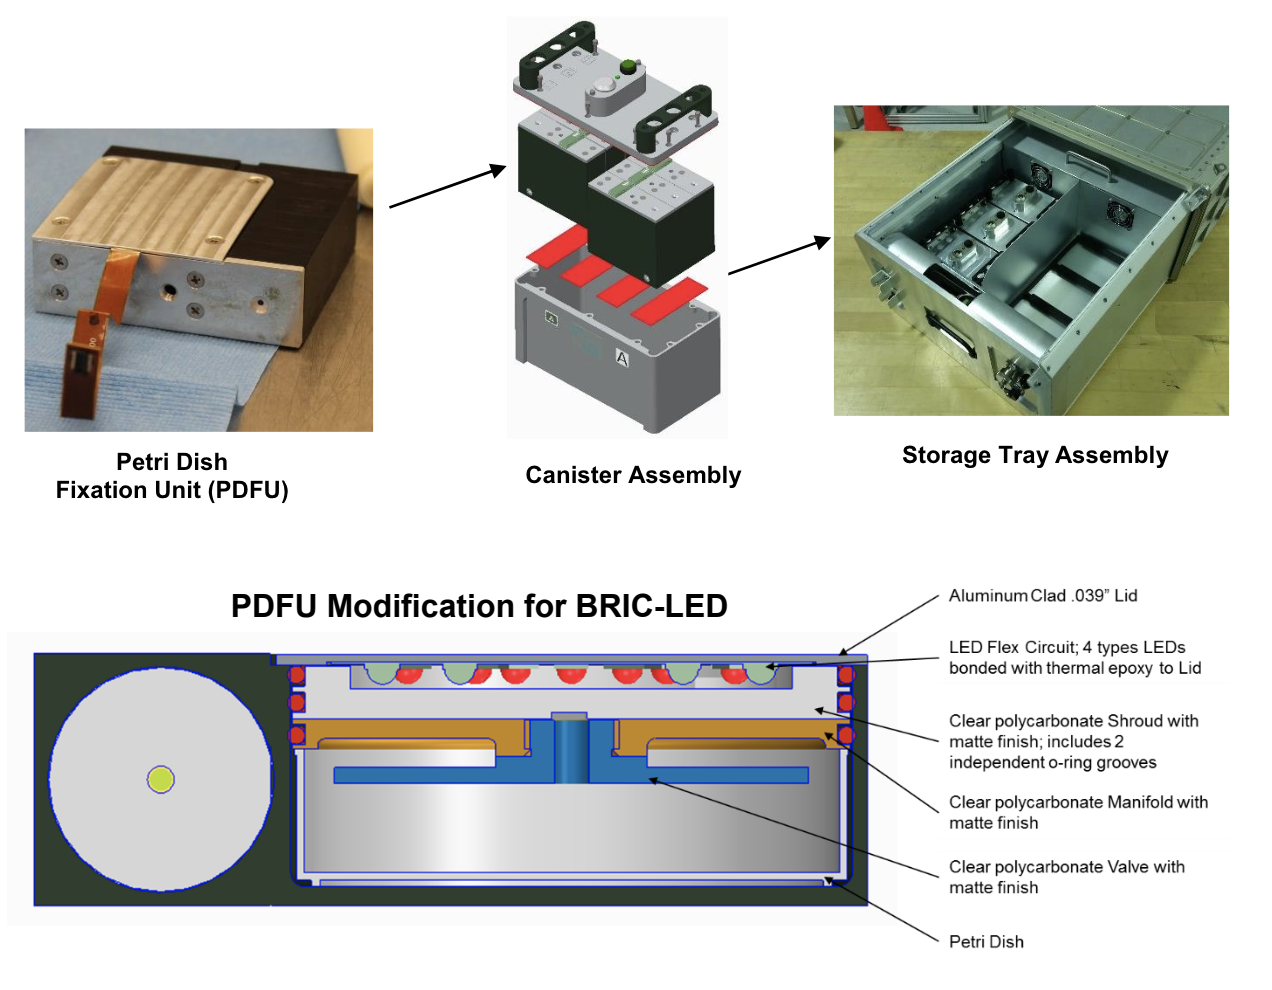 Petri Dish
Fixation Unit (PDFU)
Canister Assembly
A
Storage Tray Assembly
PDFU Modification for BRIC-LED
Aluminum Clad .039” Lid
LED Flex Circuit; 4 types LEDs
bonded with thermal epoxy to Lid
Clear polycarbonate Shroud with
matte finish; includes 2
independent o-ring grooves
Clear polycarbonate Manifold with
matte finish
Clear polycarbonate Valve with
matte finish
Petri Dish